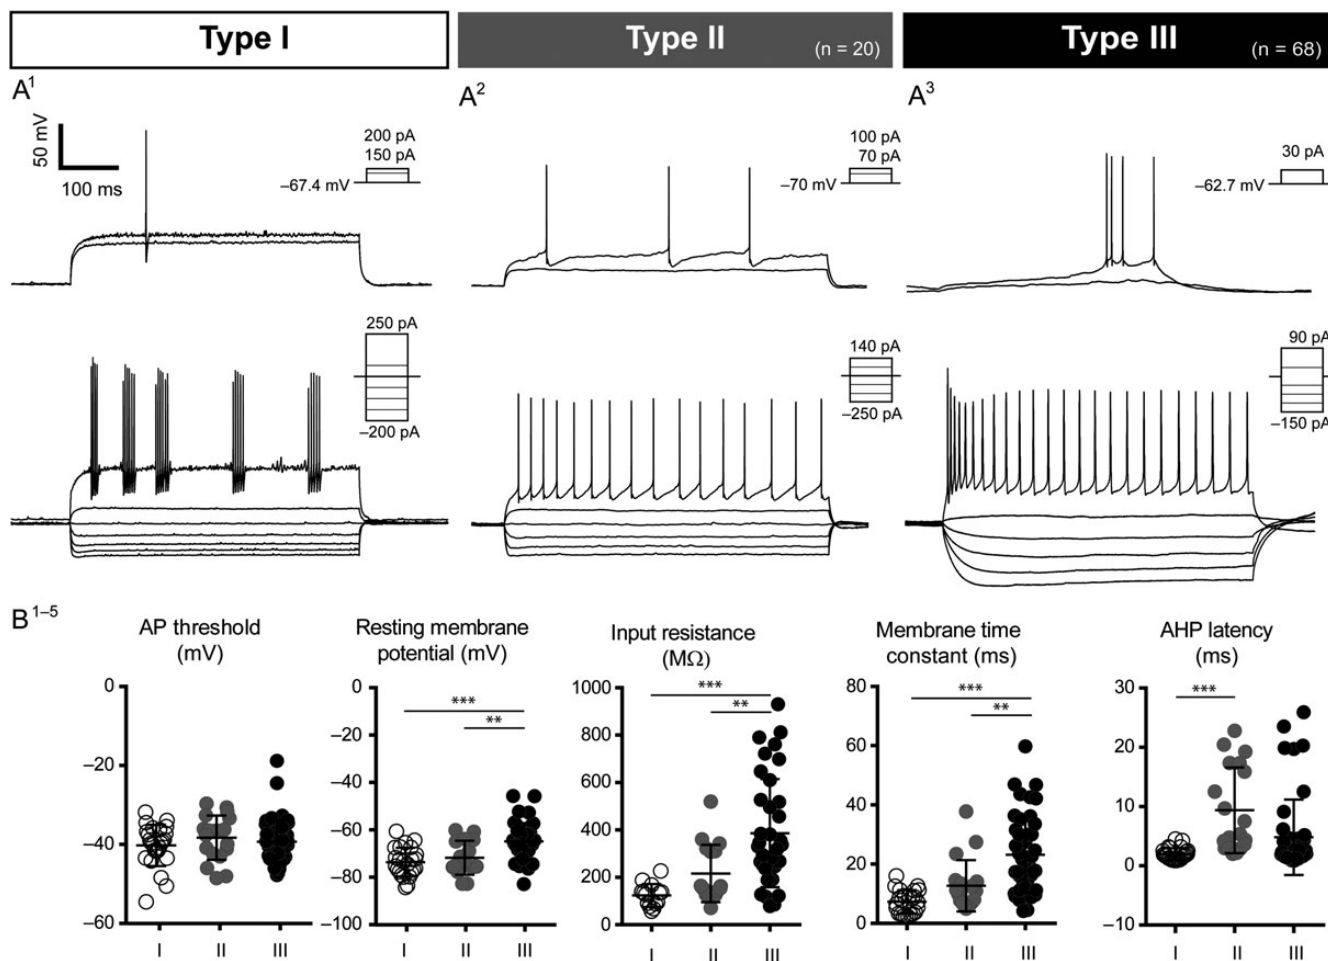 Type I
Type II (n = 20)
Type III (n = 68)
A1
50 mV
100 ms
200 pA
150 pA
–67.4 mV
A2
100 pA
70 pA
–70 mV
A3
30 pA
–62.7 mV
250 pA
–200 pA
140 pA
–250 pA
90 pA
–150 pA
B1–5
AP threshold
(mV)
0
–20
–40
–60
I II III
Resting membrane
potential (mV)
0
–20
–40
–60
–80
–100
***
**
I II III
Input resistance
(MΩ)
1000
800
600
400
200
0
***
**
I II III
Membrane time
constant (ms)
80
60
40
20
0
***
**
I II III
AHP latency
(ms)
30
20
10
0
–10
***
I II III